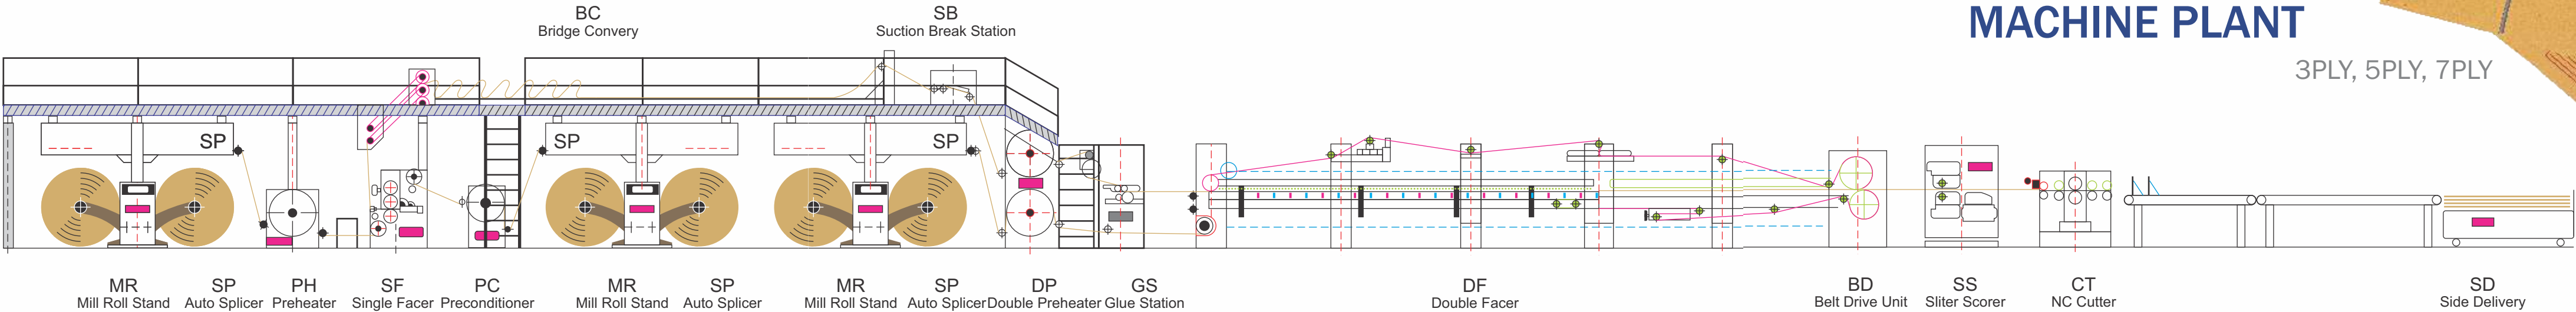 MACHINE PLANT
3PLY, 5PLY, 7PLY
BC
Bridge Convery
SB
Suction Break Station
SP
SP
SP
MR
Mill Roll Stand
SP
Auto Splicer
PH
Preheater
SF
Single Facer
PC
Preconditioner
MR
Mill Roll Stand
SP
Auto Splicer
MR
Mill Roll Stand
SP
Auto Splicer
DP
Double Preheater
GS
Glue Station
DF
Double Facer
BD
Belt Drive Unit
SS
Sliter Scorer
CT
NC Cutter
SD
Side Delivery